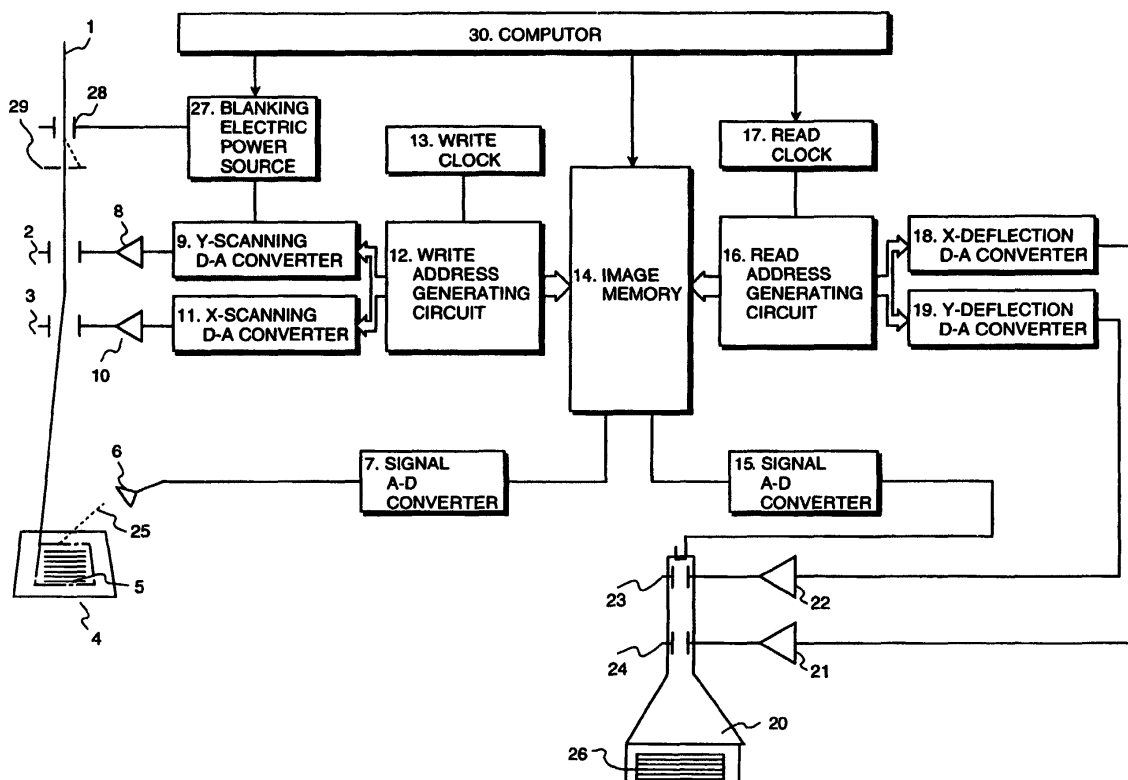 1
30. COMPUTOR
29
28
27. BLANKING
ELECTRIC
POWER
SOURCE
13. WRITE
CLOCK
17. READ
CLOCK
2
8
9. Y-SCANNING
D-A CONVERTER
12. WRITE
ADDRESS
GENERATING
CIRCUIT
14. IMAGE
MEMORY
16. READ
ADDRESS
GENERATING
CIRCUIT
18. X-DEFLECTION
D-A CONVERTER
3
10
11. X-SCANNING
D-A CONVERTER
19. Y-DEFLECTION
D-A CONVERTER
6
25
7. SIGNAL
A-D
CONVERTER
15. SIGNAL
A-D
CONVERTER
5
4
23
22
24
21
20
26